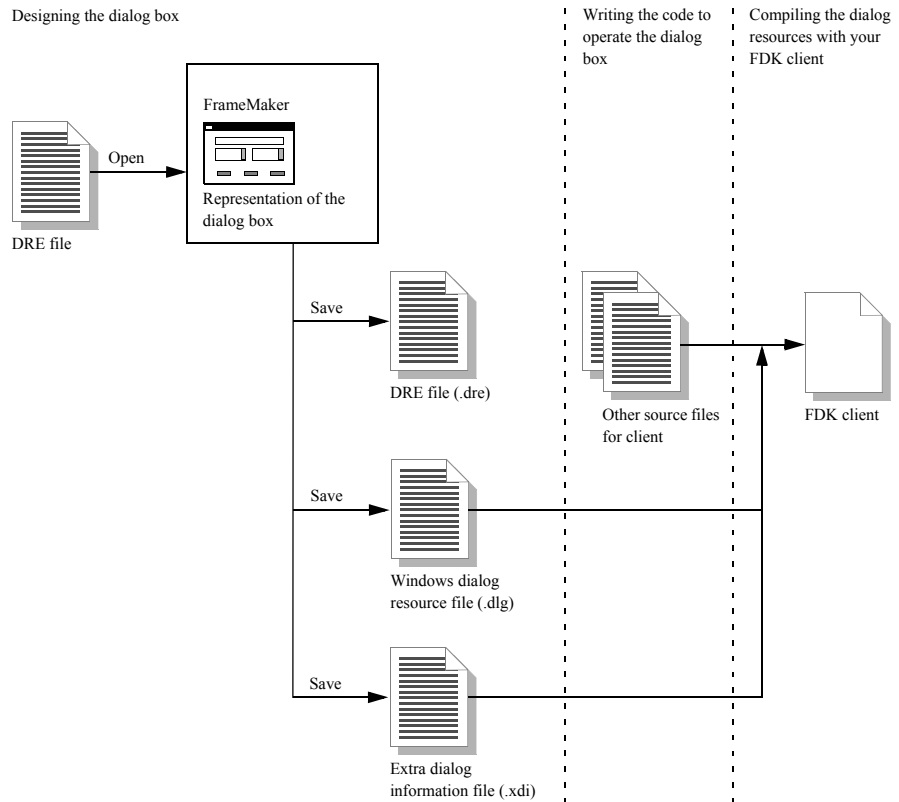 Designing the dialog box
Writing the code to
operate the dialog
box
Compiling the dialog
resources with your
FDK client
FrameMaker
Open
Representation of the
dialog box
DRE file
Save
DRE file (.dre)
Other source files
for client
FDK client
Save
Windows dialog
resource file (.dlg)
Save
Extra dialog
information file (.xdi)